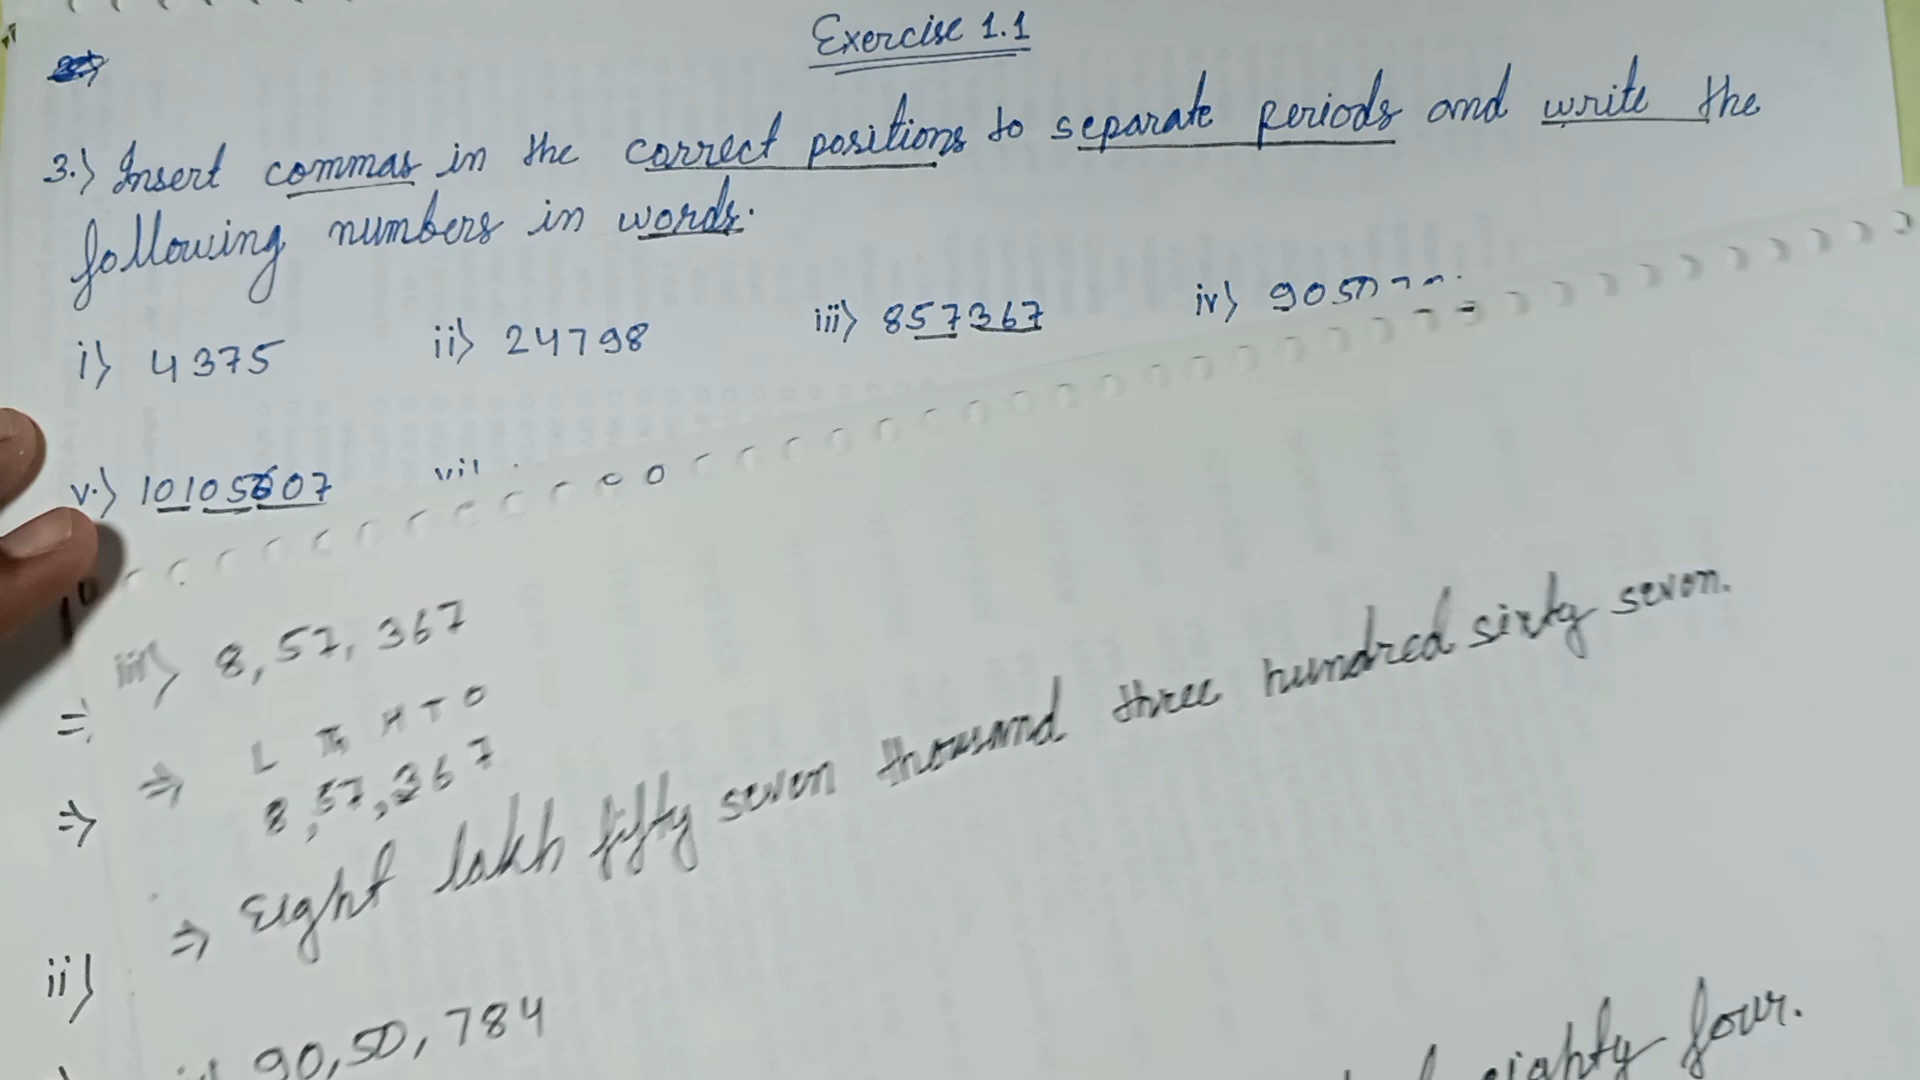 Exercise 1.1
3.) Insert commas in the correct positions to separate periods and write the
following numbers in words.
i) 4375 ii) 24798 iii) 857367 iv) 9050
v.) 10105607
iii) 8,57,367
L Th H T O
⇒ 8,57,367
⇒ Eight lakh fifty seven thousand three hundred sixty seven.
ii)
90,50,784
eighty four.